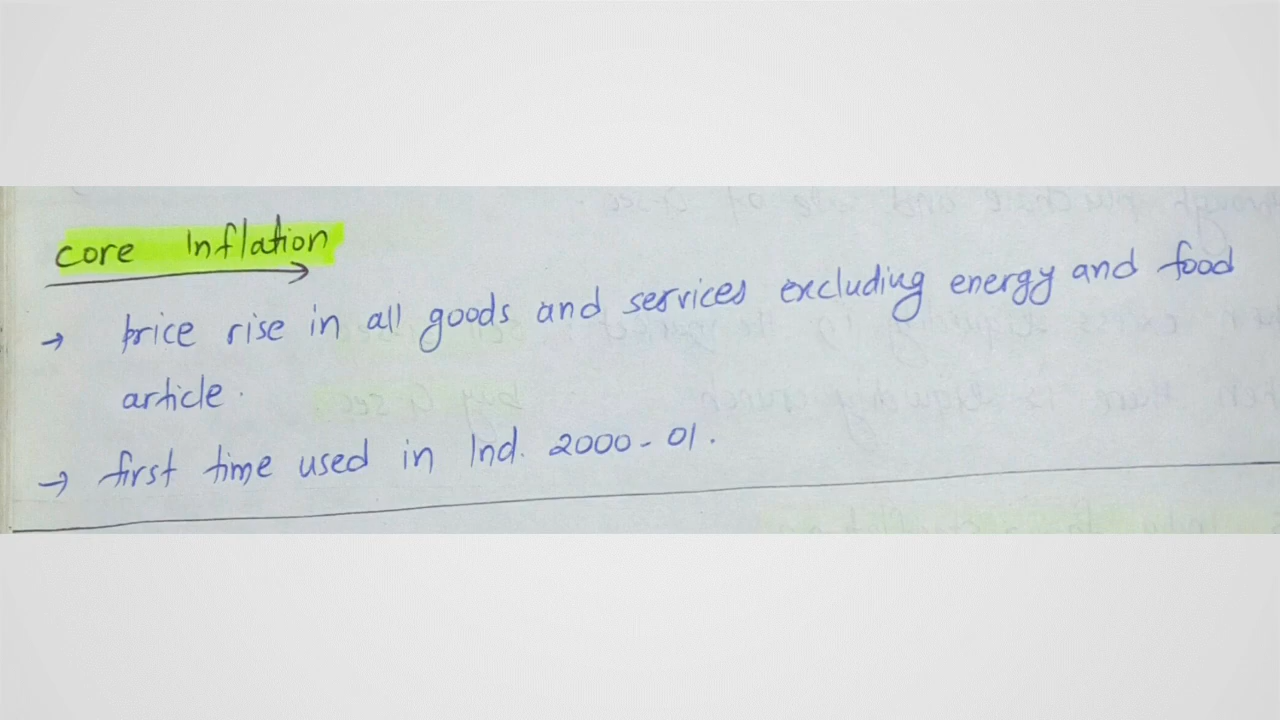 core Inflation
→ price rise in all goods and services excluding energy and food
article.
→ first time used in Ind. 2000-01.